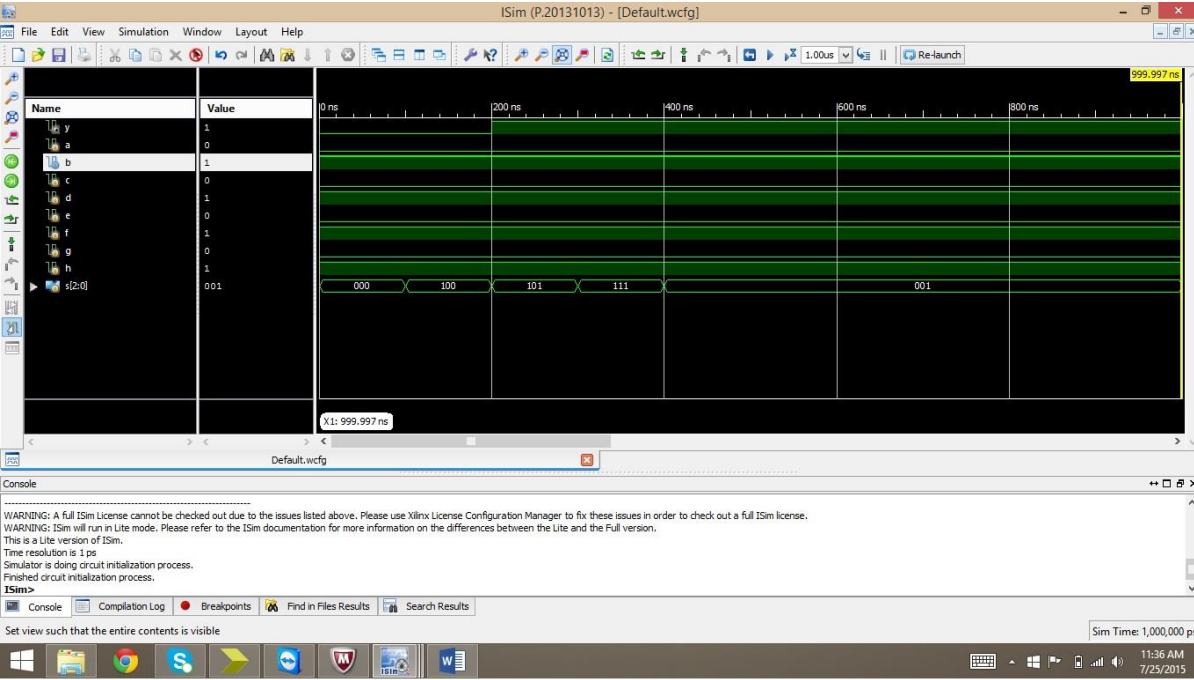 ISim (P.20131013) - [Default.wcfg]
File Edit View Simulation Window Layout Help
1.00us Re-launch
999.997 ns
Name Value 0 ns 200 ns 400 ns 600 ns 800 ns
y 1
a 0
b 1
c 0
d 1
e 0
f 1
g 0
h 1
s[2:0] 001 000 100 101 111 001
X1: 999.997 ns
Default.wcfg
Console
WARNING: A full ISim License cannot be checked out due to the issues listed above. Please use Xilinx License Configuration Manager to fix these issues in order to check out a full ISim license.
WARNING: ISim will run in Lite mode. Please refer to the ISim documentation for more information on the differences between the Lite and the Full version.
This is a Lite version of ISim.
Time resolution is 1 ps
Simulator is doing circuit initialization process.
Finished circuit initialization process.
ISim>
Console Compilation Log Breakpoints Find in Files Results Search Results
Set view such that the entire contents is visible Sim Time: 1,000,000 ps
11:36 AM
7/25/2015